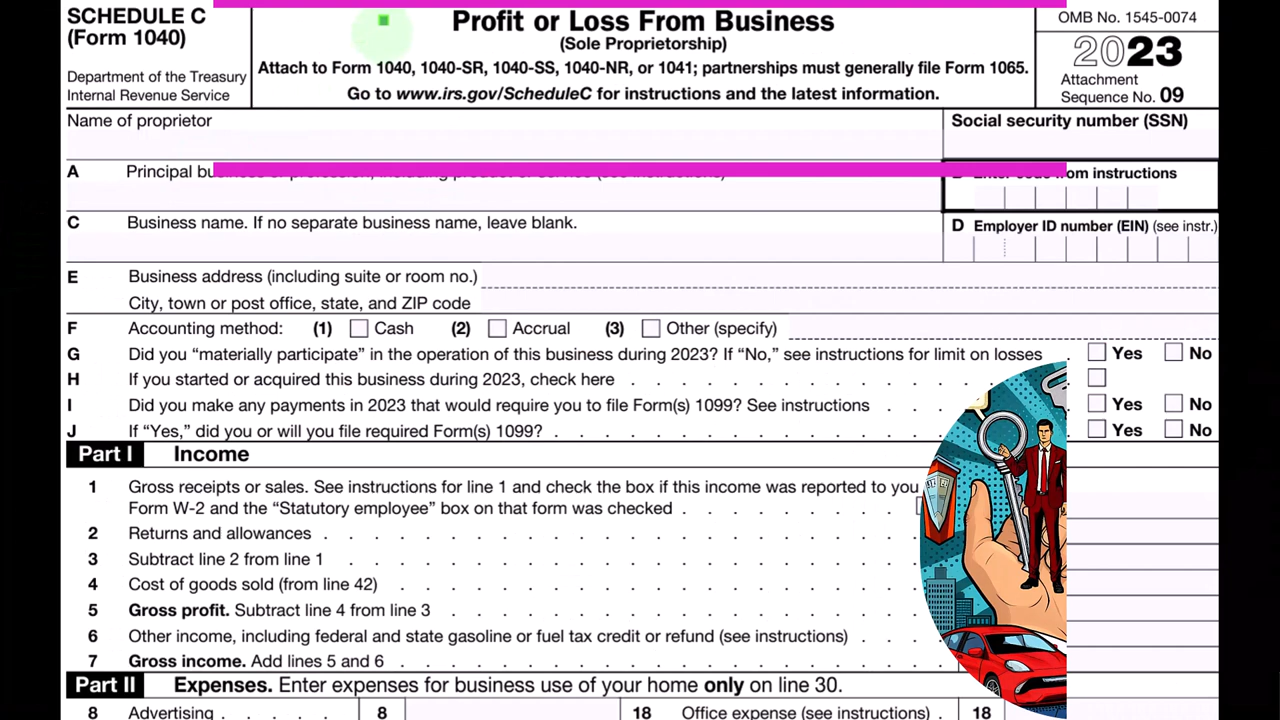 SCHEDULE C
(Form 1040)
Department of the Treasury
Internal Revenue Service
Profit or Loss From Business
(Sole Proprietorship)
Attach to Form 1040, 1040-SR, 1040-SS, 1040-NR, or 1041; partnerships must generally file Form 1065.
Go to www.irs.gov/ScheduleC for instructions and the latest information.
OMB No. 1545-0074
2023
Attachment
Sequence No. 09
Name of proprietor
Social security number (SSN)
A Principal
from instructions
C Business name. If no separate business name, leave blank.
D Employer ID number (EIN) (see instr.)
E Business address (including suite or room no.)
City, town or post office, state, and ZIP code
F Accounting method: (1) Cash (2) Accrual (3) Other (specify)
G Did you “materially participate” in the operation of this business during 2023? If “No,” see instructions for limit on losses . Yes No
H If you started or acquired this business during 2023, check here . . . . . . . . . . . . .
I Did you make any payments in 2023 that would require you to file Form(s) 1099? See instructions . . . Yes No
J If “Yes,” did you or will you file required Form(s) 1099? . . . . . . . . . . . . . . . . Yes No
Part I Income
1 Gross receipts or sales. See instructions for line 1 and check the box if this income was reported to you
Form W-2 and the “Statutory employee” box on that form was checked . . . . . . . . .
2 Returns and allowances . . . . . . . . . . . . . . . .
3 Subtract line 2 from line 1 . . . . . . . . . . . . . . . .
4 Cost of goods sold (from line 42) . . . . . . . . . . . . . .
5 Gross profit. Subtract line 4 from line 3 . . . . . . . . . . . . .
6 Other income, including federal and state gasoline or fuel tax credit or refund (see instructions) . . .
7 Gross income. Add lines 5 and 6 . . . . . . . . . . . . . . .
Part II Expenses. Enter expenses for business use of your home only on line 30.
8 Advertising . . . . . 8 18 Office expense (see instructions) . 18